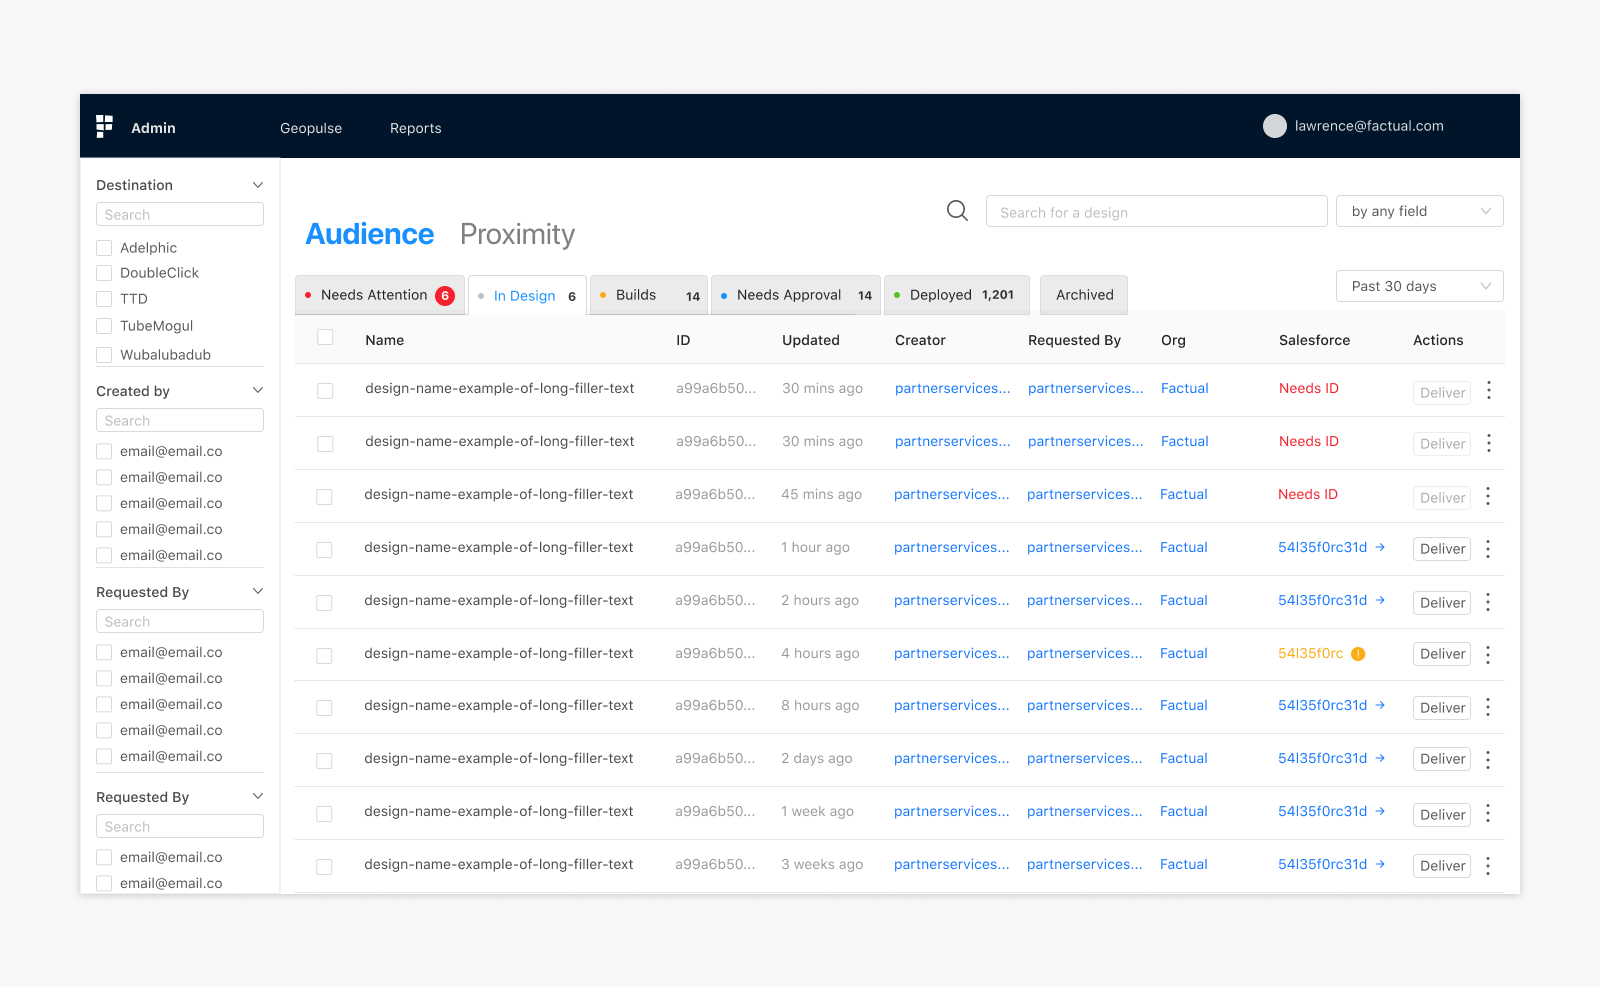 Admin Geopulse Reports lawrence@factual.com
Destination
Search
Adelphic
DoubleClick
TTD
TubeMogul
Wubalubadub
Created by
Search
email@email.co
email@email.co
email@email.co
email@email.co
email@email.co
Requested By
Search
email@email.co
email@email.co
email@email.co
email@email.co
email@email.co
Requested By
Search
email@email.co
email@email.co
Audience Proximity
Search for a design by any field
Needs Attention 6 In Design 6 Builds 14 Needs Approval 14 Deployed 1,201 Archived
Past 30 days
Name ID Updated Creator Requested By Org Salesforce Actions
design-name-example-of-long-filler-text a99a6b50... 30 mins ago partnerservices... partnerservices... Factual Needs ID Deliver
design-name-example-of-long-filler-text a99a6b50... 30 mins ago partnerservices... partnerservices... Factual Needs ID Deliver
design-name-example-of-long-filler-text a99a6b50... 45 mins ago partnerservices... partnerservices... Factual Needs ID Deliver
design-name-example-of-long-filler-text a99a6b50... 1 hour ago partnerservices... partnerservices... Factual 54l35f0rc31d → Deliver
design-name-example-of-long-filler-text a99a6b50... 2 hours ago partnerservices... partnerservices... Factual 54l35f0rc31d → Deliver
design-name-example-of-long-filler-text a99a6b50... 4 hours ago partnerservices... partnerservices... Factual 54l35f0rc ! Deliver
design-name-example-of-long-filler-text a99a6b50... 8 hours ago partnerservices... partnerservices... Factual 54l35f0rc31d → Deliver
design-name-example-of-long-filler-text a99a6b50... 2 days ago partnerservices... partnerservices... Factual 54l35f0rc31d → Deliver
design-name-example-of-long-filler-text a99a6b50... 1 week ago partnerservices... partnerservices... Factual 54l35f0rc31d → Deliver
design-name-example-of-long-filler-text a99a6b50... 3 weeks ago partnerservices... partnerservices... Factual 54l35f0rc31d → Deliver